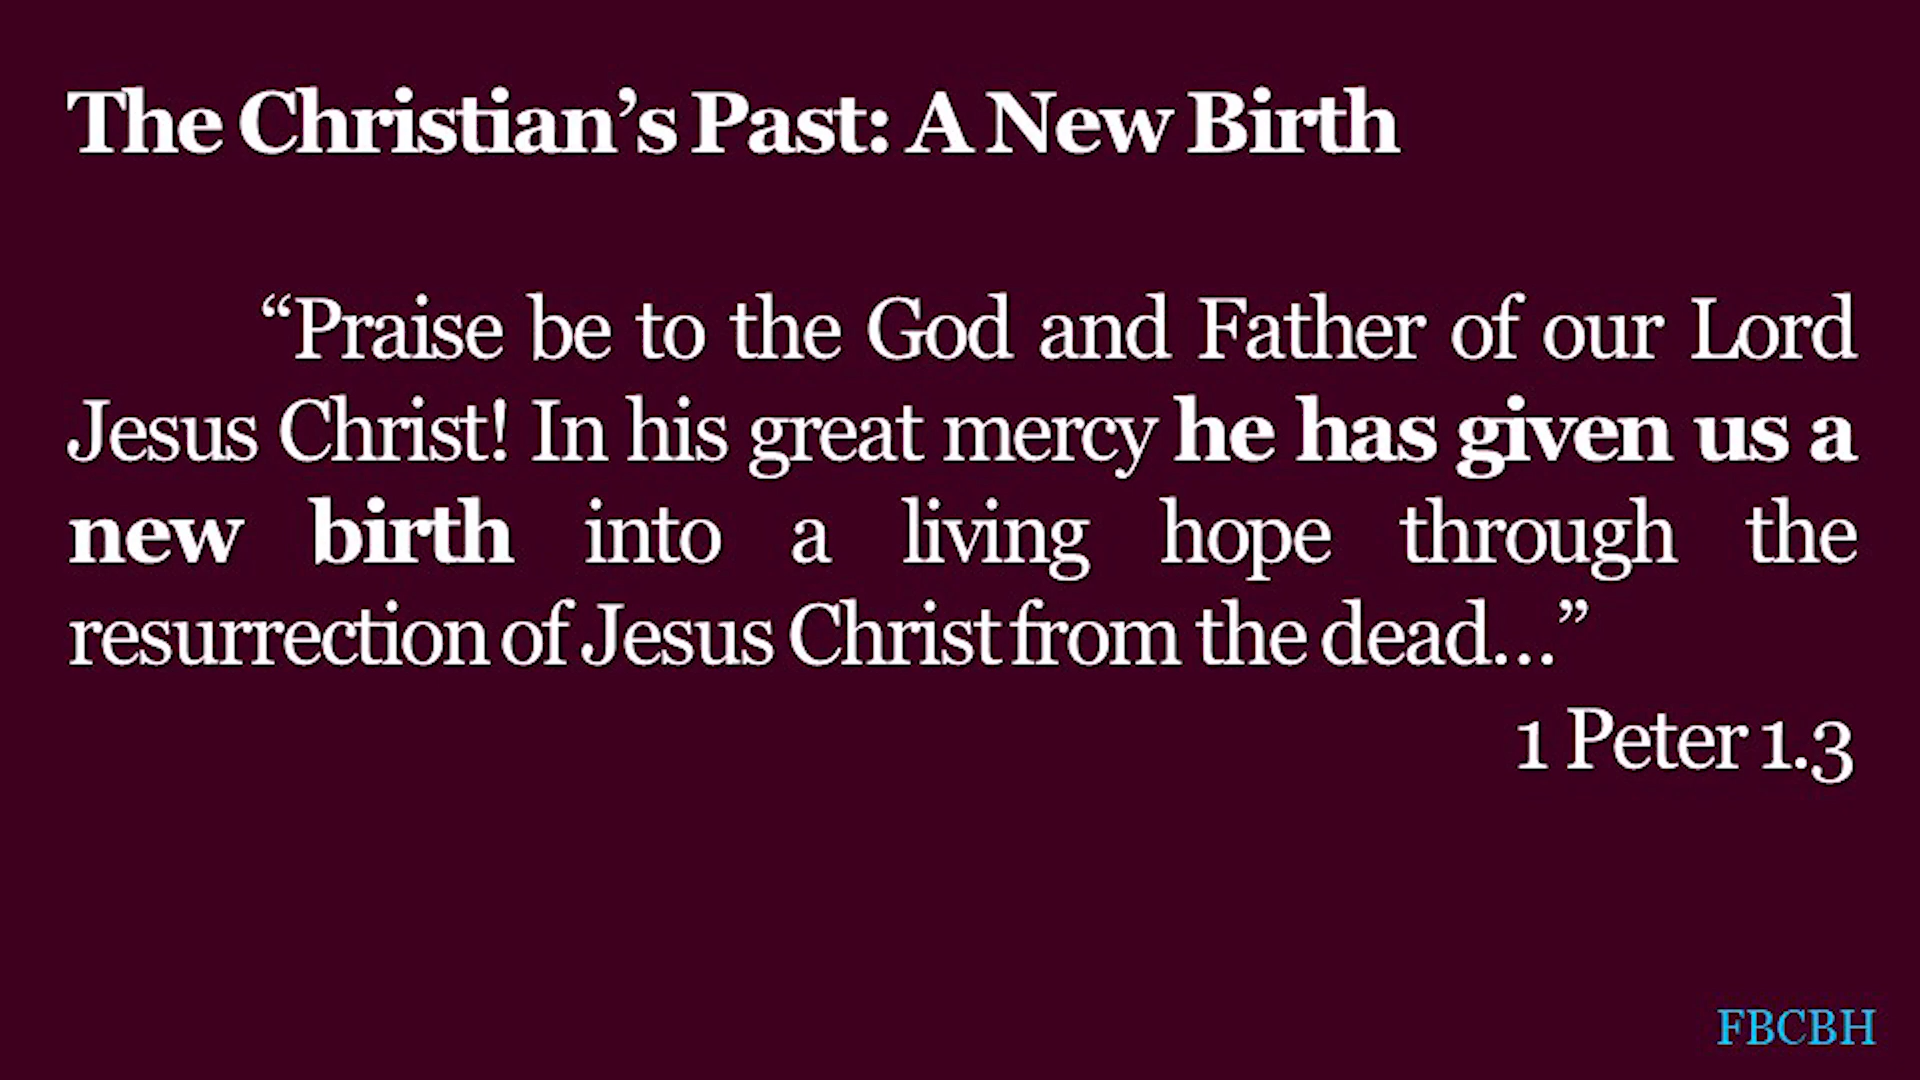 The Christian’s Past: A New Birth
“Praise be to the God and Father of our Lord
Jesus Christ! In his great mercy he has given us a
new birth into a living hope through the
resurrection of Jesus Christ from the dead…”
1 Peter 1.3
FBCBH